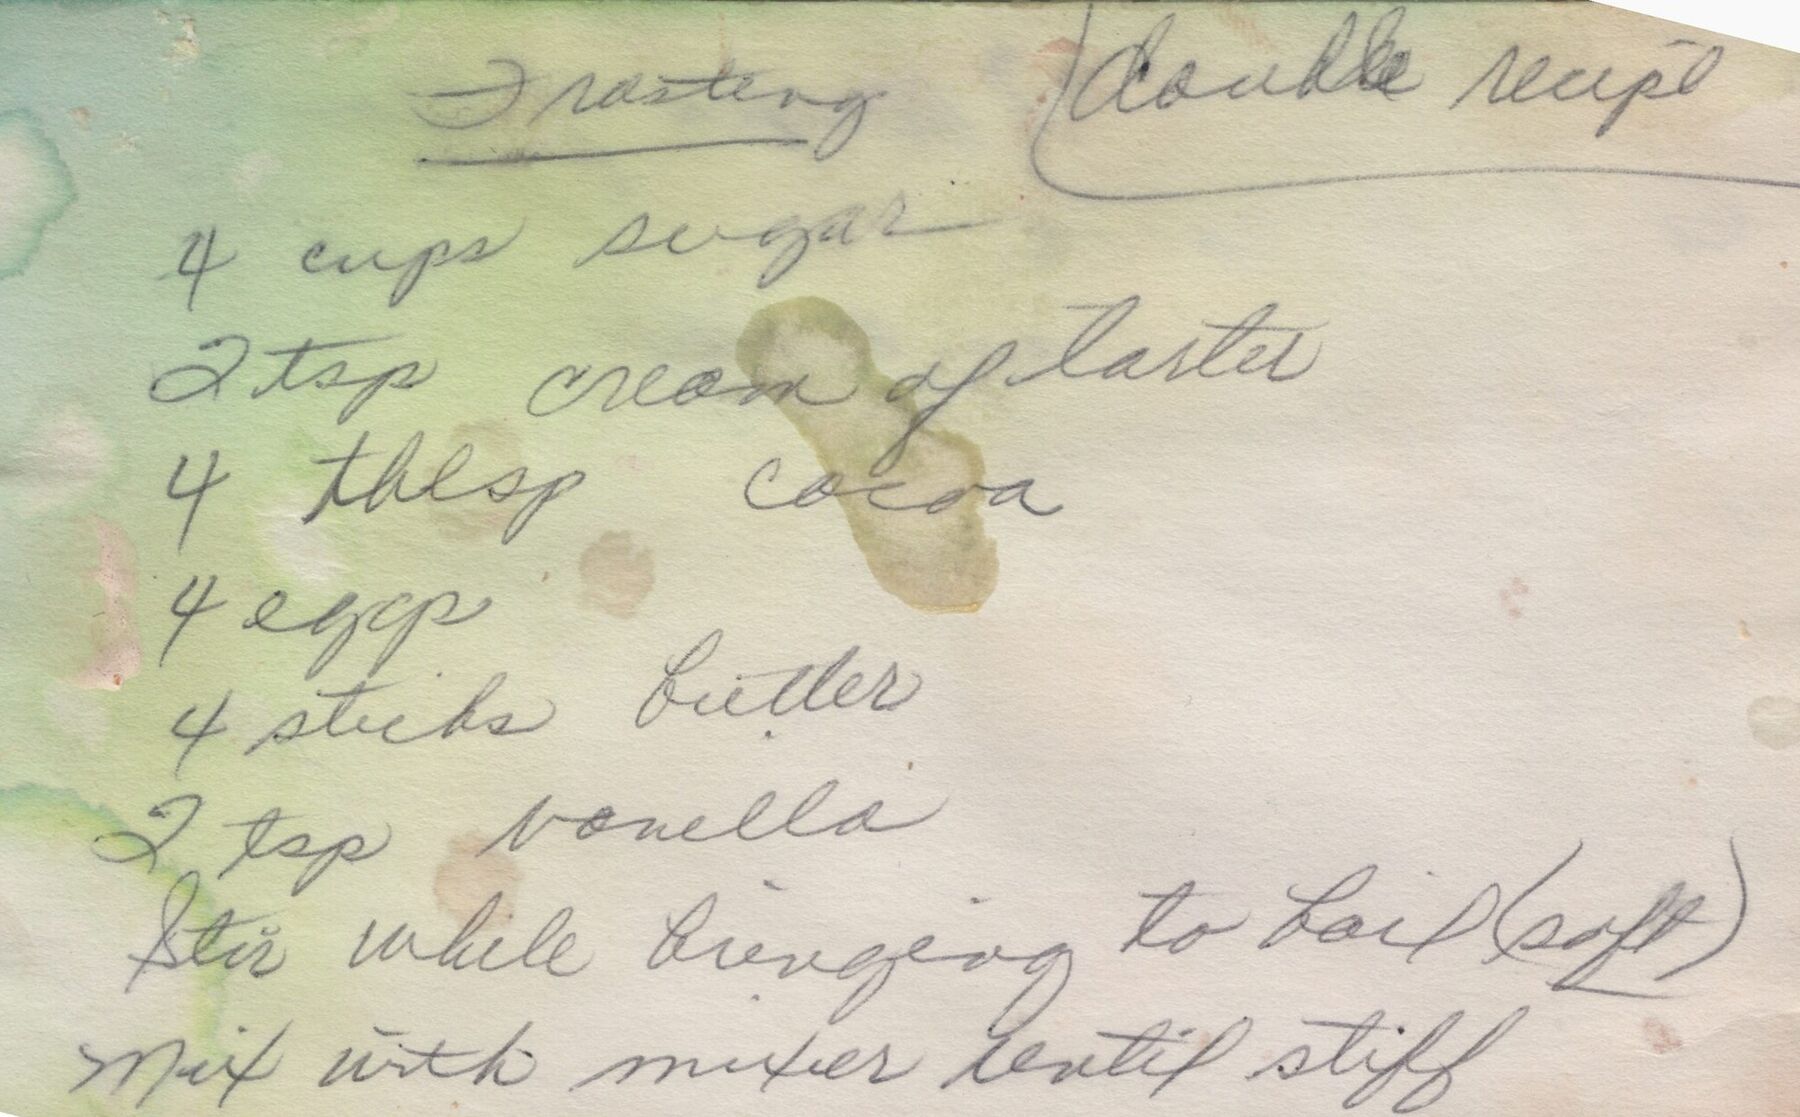 Frosting
double recipe
4 cups sugar
2 tsp cream of tarter
4 tblsp cocoa
4 eggs
4 sticks butter
2 tsp vanilla
Stir while bringing to boil (soft)
Mix with mixer until stiff